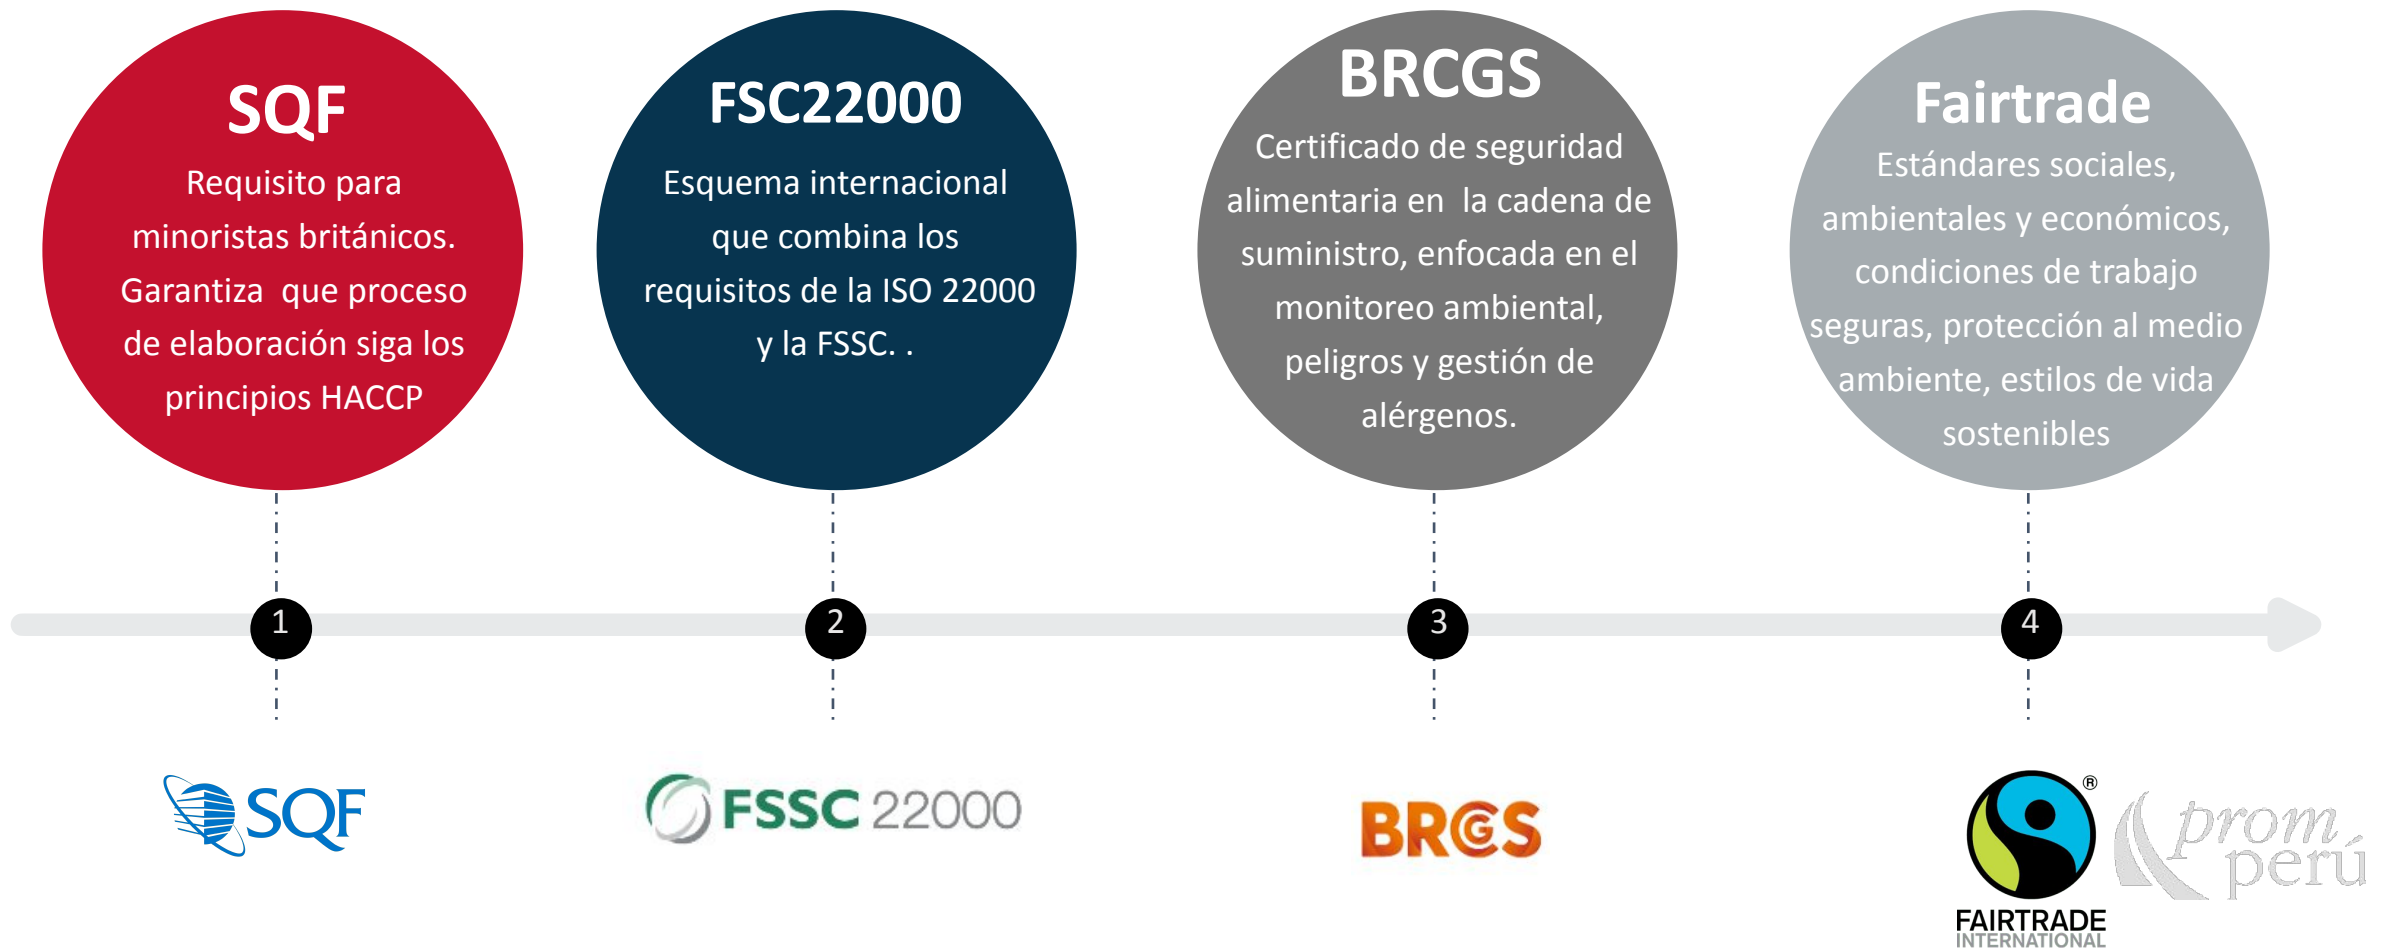 SQF
Requisito para
minoristas británicos.
Garantiza  que proceso
de elaboración siga los
principios HACCP
FSC22000
Esquema internacional
que combina los
requisitos de la ISO 22000
y la FSSC. .
BRCGS
Certificado de seguridad
alimentaria en  la cadena de
suministro, enfocada en el
monitoreo ambiental,
peligros y gestión de
alérgenos.
Fairtrade
Estándares sociales,
ambientales y económicos,
condiciones de trabajo
seguras, protección al medio
ambiente, estilos de vida
sostenibles
1
2
3
4
SQF
FSSC 22000
BRCGS
®
FAIRTRADE
INTERNATIONAL
prom
perú